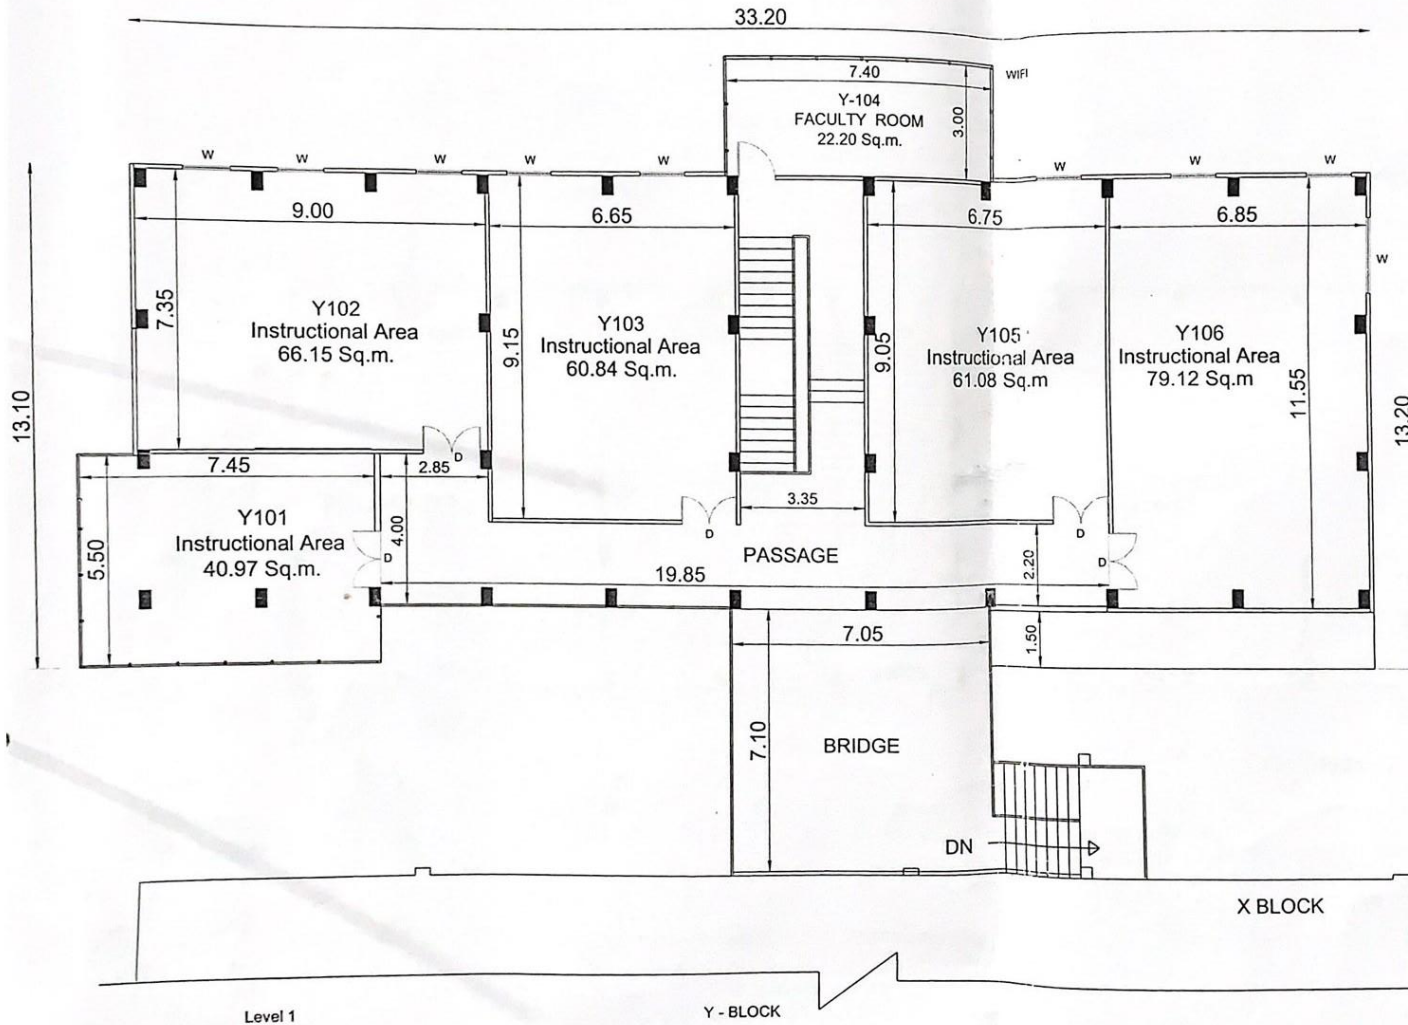 33.20
7.40
WIFI
Y-104
FACULTY ROOM
22.20 Sq.m.
3.00
W
W
W
W
W
W
W
W
9.00
6.65
6.75
6.85
W
7.35
Y102
Instructional Area
66.15 Sq.m.
9.15
Y103
Instructional Area
60.84 Sq.m.
9.05
Y105
Instructional Area
61.08 Sq.m
Y106
Instructional Area
79.12 Sq.m
11.55
13.10
13.20
7.45
2.85
D
3.35
Y101
Instructional Area
40.97 Sq.m.
5.50
D
4.00
D
PASSAGE
D
D
2.20
19.85
7.05
1.50
7.10
BRIDGE
DN
X BLOCK
Level 1
Y - BLOCK